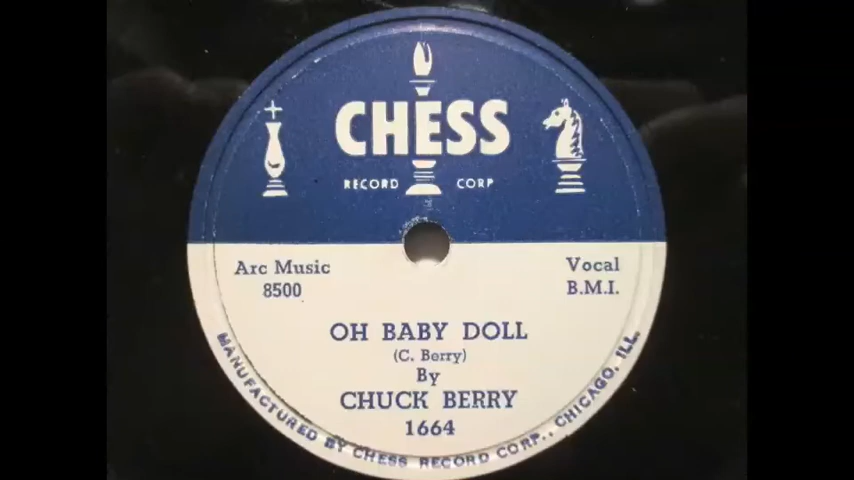 CHESS
RECORD CORP
Arc Music
8500
Vocal
B.M.I.
OH BABY DOLL
(C. Berry)
By
CHUCK BERRY
1664
MANUFACTURED BY CHESS RECORD CORP., CHICAGO, ILL.